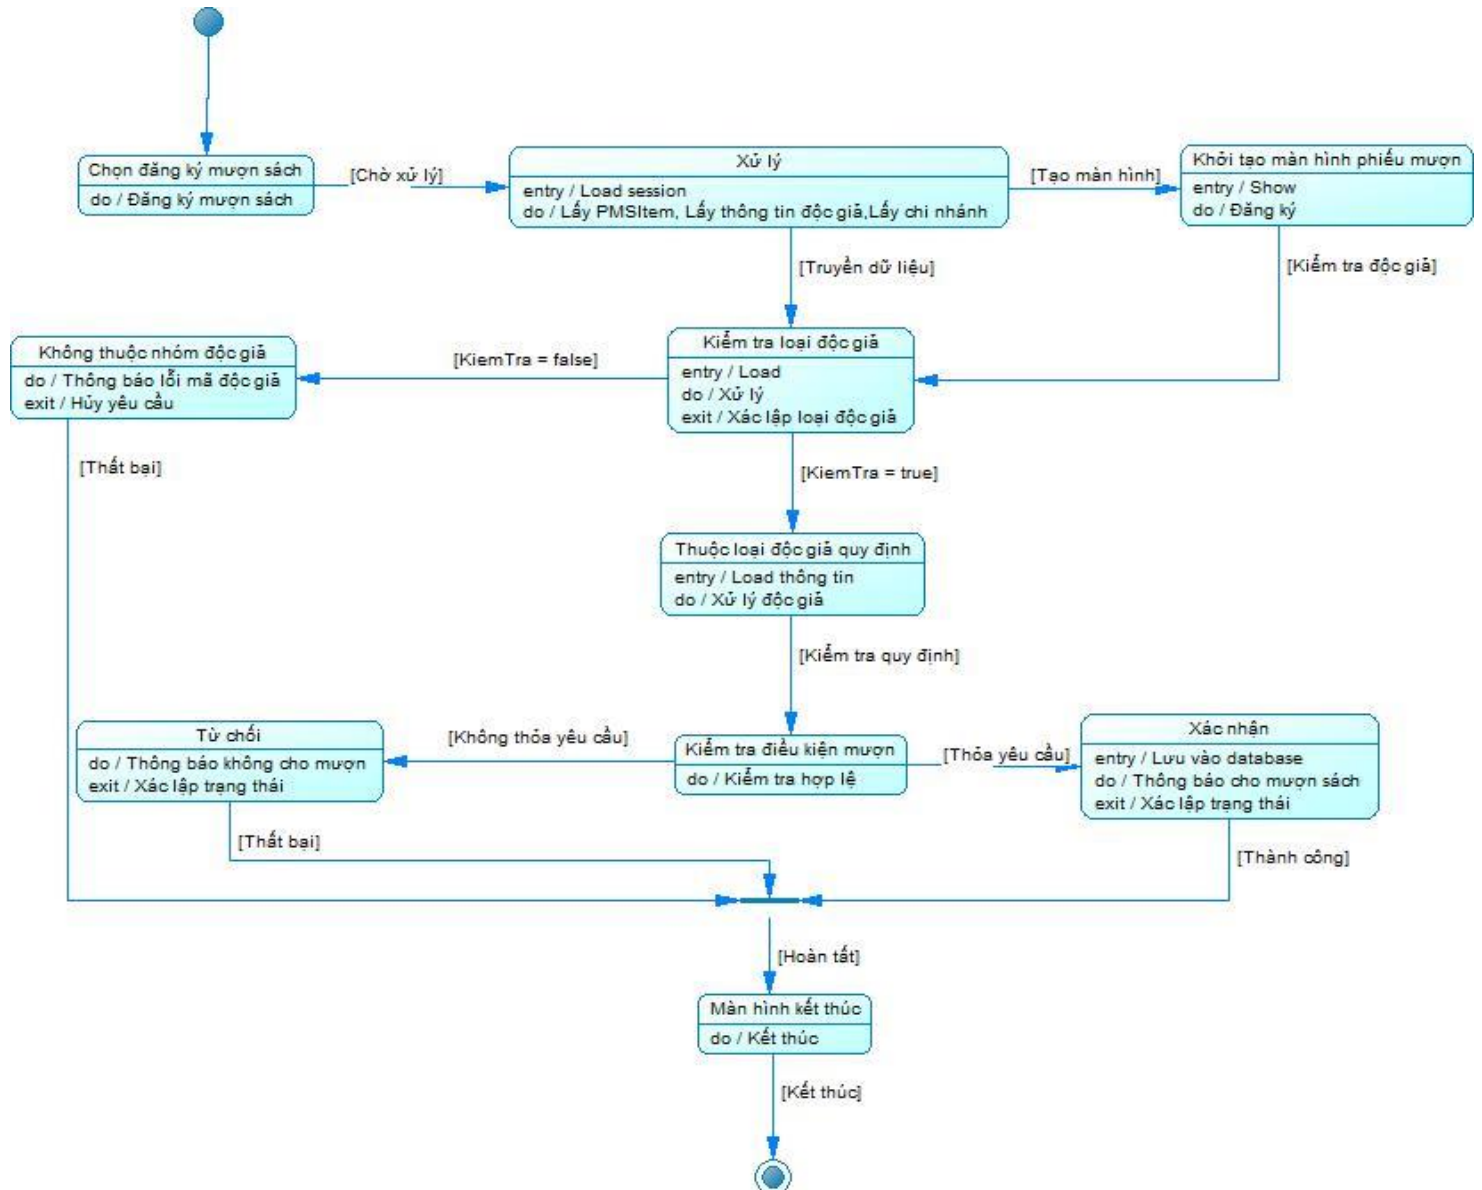 Chọn đăng ký mượn sách
do / Đăng ký mượn sách
[Chờ xử lý]
Xử lý
entry / Load session
do / Lấy PMSItem, Lấy thông tin độc giả,Lấy chi nhánh
[Tạo màn hình]
Khởi tạo màn hình phiếu mượn
entry / Show
do / Đăng ký
[Truyền dữ liệu]
[Kiểm tra độc giả]
Không thuộc nhóm độc giả
do / Thông báo lỗi mã độc giả
exit / Hủy yêu cầu
[KiemTra = false]
Kiểm tra loại độc giả
entry / Load
do / Xử lý
exit / Xác lập loại độc giả
[Thất bại]
[KiemTra = true]
Thuộc loại độc giả quy định
entry / Load thông tin
do / Xử lý độc giả
[Kiểm tra quy định]
Từ chối
do / Thông báo không cho mượn
exit / Xác lập trạng thái
[Không thỏa yêu cầu]
Kiểm tra điều kiện mượn
do / Kiểm tra hợp lệ
[Thỏa yêu cầu]
Xác nhận
entry / Lưu vào database
do / Thông báo cho mượn sách
exit / Xác lập trạng thái
[Thất bại]
[Thành công]
[Hoàn tất]
Màn hình kết thúc
do / Kết thúc
[Kết thúc]